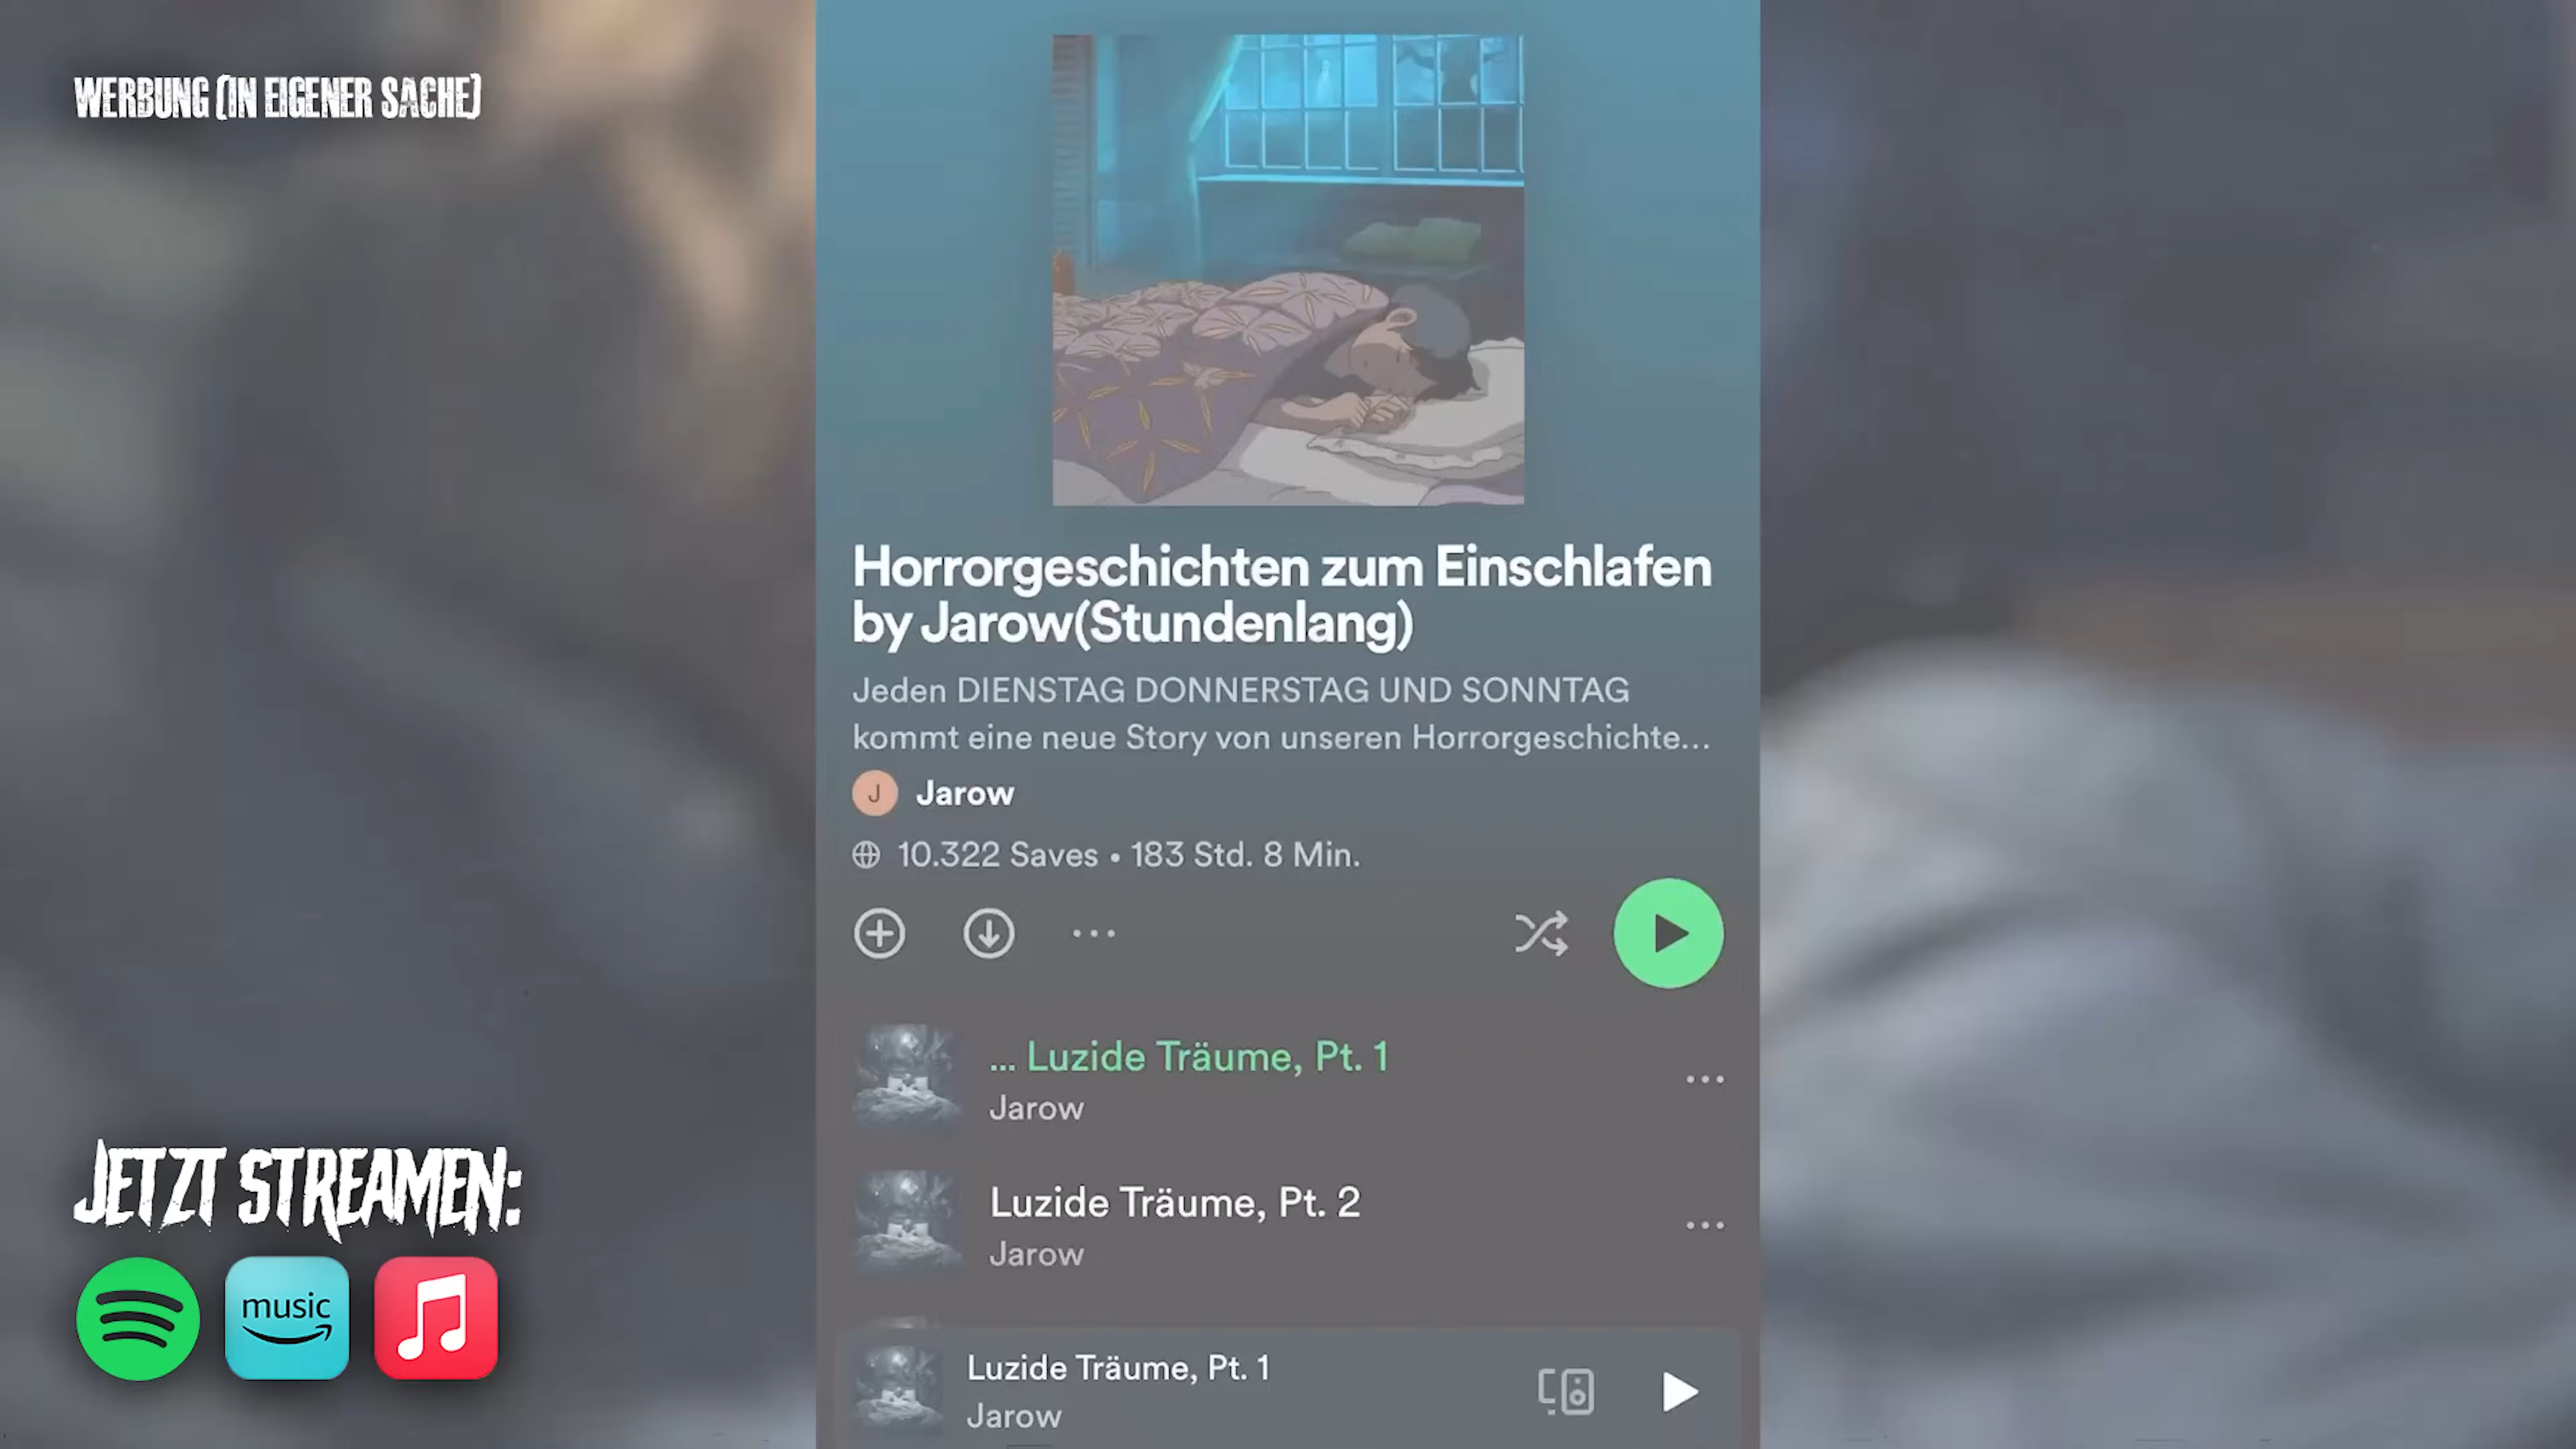 WERBUNG (IN EIGENER SACHE)
Horrorgeschichten zum Einschlafen
by Jarow(Stundenlang)
Jeden DIENSTAG DONNERSTAG UND SONNTAG
kommt eine neue Story von unseren Horrorgeschichte...
J Jarow
10.322 Saves • 183 Std. 8 Min.
... Luzide Träume, Pt. 1
Jarow
Luzide Träume, Pt. 2
Jarow
Luzide Träume, Pt. 1
Jarow
JETZT STREAMEN:
music